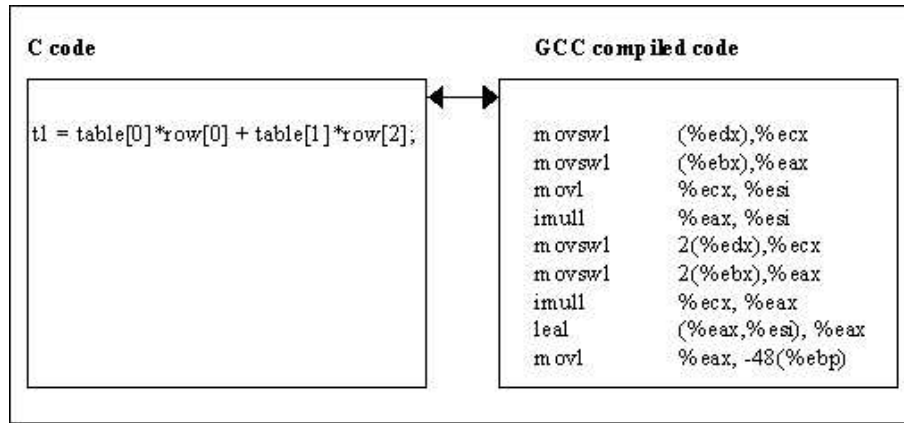 C code
GCC compiled code
t1 = table[0]*row[0] + table[1]*row[2];
movswl (%edx),%ecx
movswl (%ebx),%eax
movl %ecx, %esi
imull %eax, %esi
movswl 2(%edx),%ecx
movswl 2(%ebx),%eax
imull %ecx, %eax
leal (%eax,%esi), %eax
movl %eax, -48(%ebp)